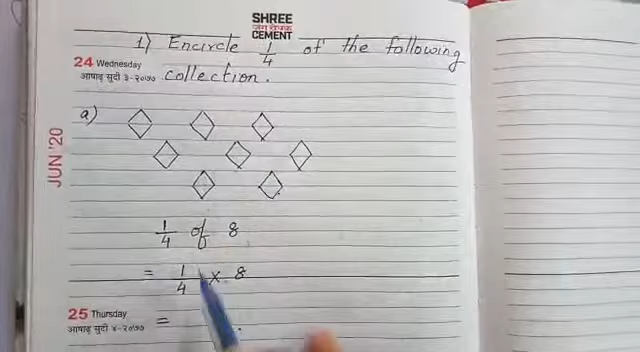 SHREE
जंग रोधक
CEMENT
1) Encircle 1/4 of the following
24 Wednesday
आषाढ़ सुदी ३-२०७७
collection.
a)
JUN '20
1/4 of 8
= 1/4 × 8
25 Thursday
आषाढ़ सुदी ४-२०७७
=